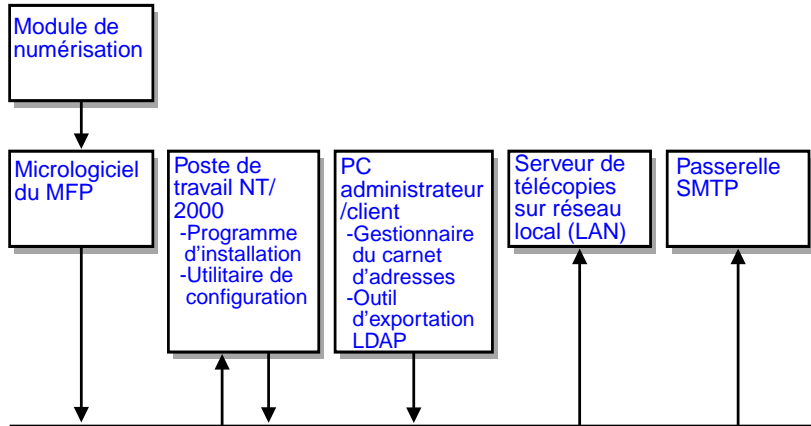 Module de
numérisation
Micrologiciel
du MFP
Poste de
travail NT/
2000
-Programme
d'installation
-Utilitaire de
configuration
PC
administrateur
/client
-Gestionnaire
du carnet
d'adresses
-Outil
d'exportation
LDAP
Serveur de
télécopies
sur réseau
local (LAN)
Passerelle
SMTP